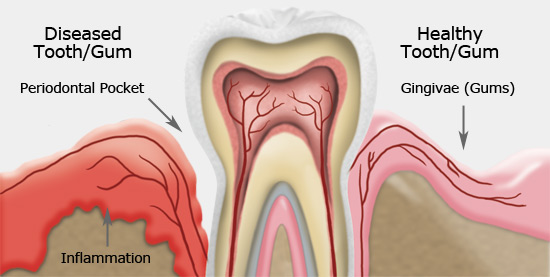 Diseased
Tooth/Gum
Periodontal Pocket
Inflammation
Healthy
Tooth/Gum
Gingivae (Gums)